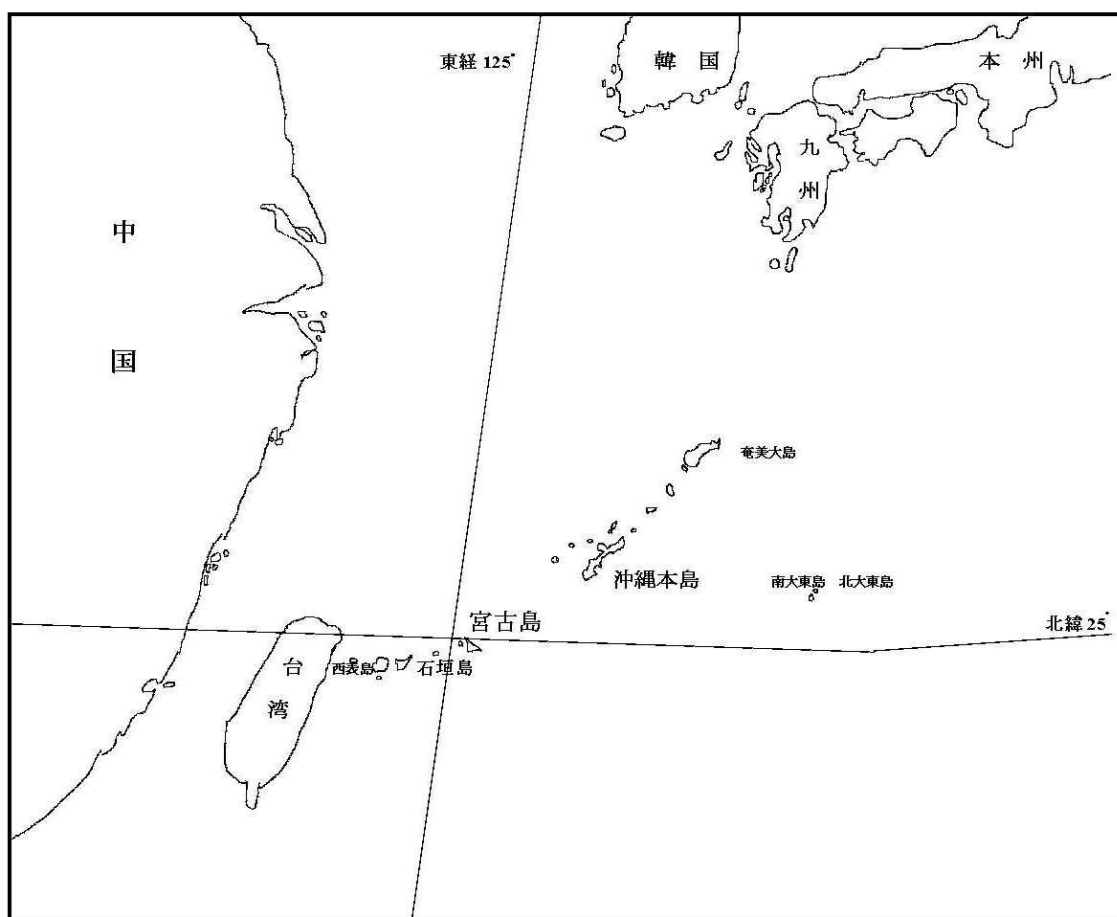 東経 125°
韓国
本州
九州
中国
奄美大島
沖縄本島
南大東島 北大東島
宮古島
北緯 25°
台湾
西表島
石垣島